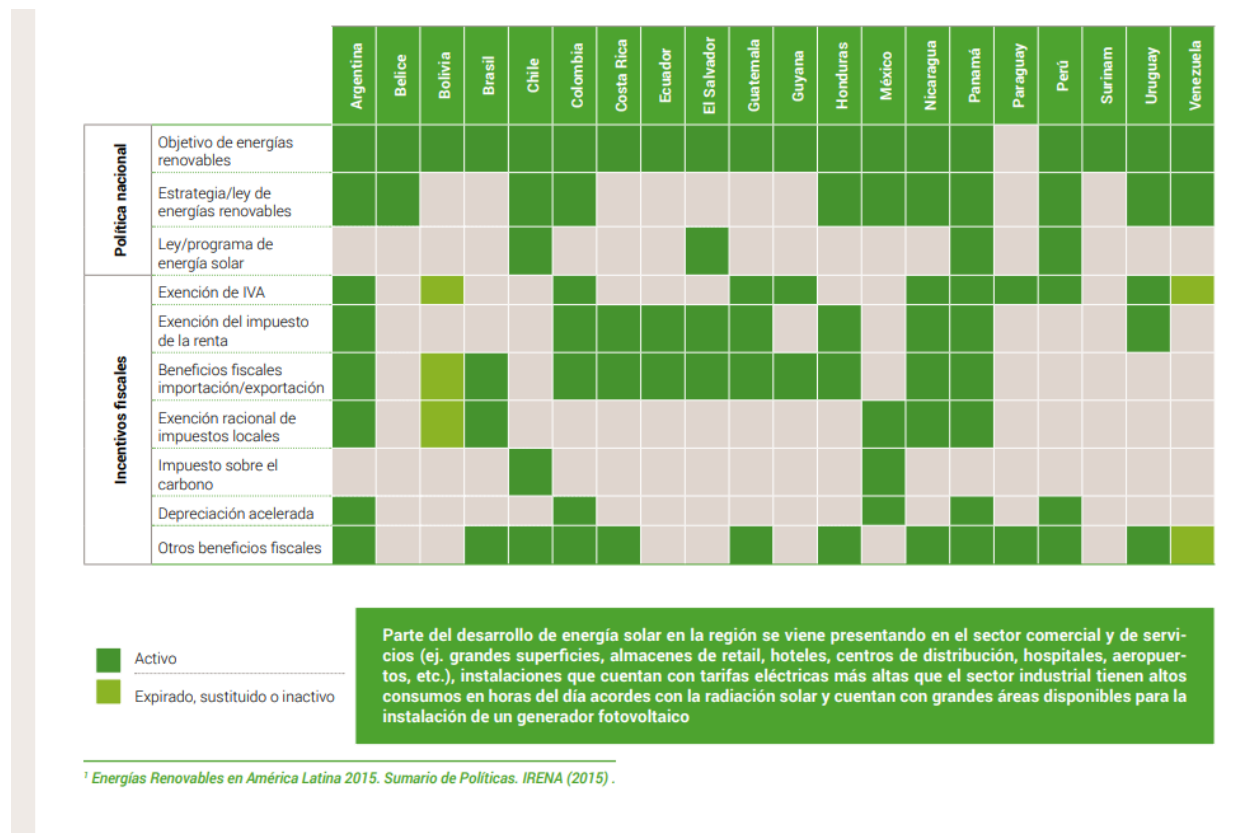 Argentina
Belice
Bolivia
Brasil
Chile
Colombia
Costa Rica
Ecuador
El Salvador
Guatemala
Guyana
Honduras
México
Nicaragua
Panamá
Paraguay
Perú
Surinam
Uruguay
Venezuela
Política nacional
Objetivo de energías
renovables
Estrategia/ley de
energías renovables
Ley/programa de
energía solar
Incentivos fiscales
Exención de IVA
Exención del impuesto
de la renta
Beneficios fiscales
importación/exportación
Exención racional de
impuestos locales
Impuesto sobre el
carbono
Depreciación acelerada
Otros beneficios fiscales
Activo
Expirado, sustituido o inactivo
Parte del desarrollo de energía solar en la región se viene presentando en el sector comercial y de servi-
cios (ej. grandes superficies, almacenes de retail, hoteles, centros de distribución, hospitales, aeropuer-
tos, etc.), instalaciones que cuentan con tarifas eléctricas más altas que el sector industrial tienen altos
consumos en horas del día acordes con la radiación solar y cuentan con grandes áreas disponibles para la
instalación de un generador fotovoltaico
¹ Energías Renovables en América Latina 2015. Sumario de Políticas. IRENA (2015) .